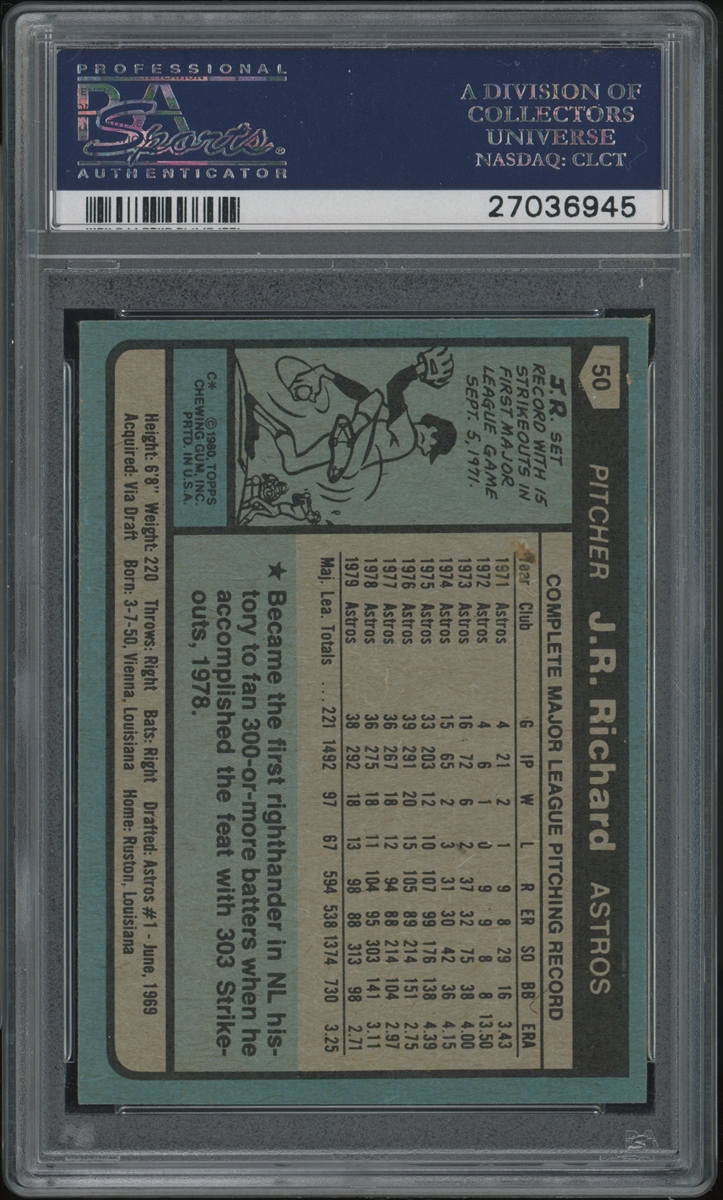 PROFESSIONAL
PSA
Sports®
AUTHENTICATOR
A DIVISION OF
COLLECTORS
UNIVERSE
NASDAQ: CLCT
27036945
50 PITCHER J.R. Richard ASTROS
J.R. SET
RECORD WITH 15
STRIKEOUTS IN
FIRST MAJOR
LEAGUE GAME
SEPT. 5, 1971.
C* ©1980, TOPPS
CHEWING GUM, INC.
PRTD. IN U.S.A.
COMPLETE MAJOR LEAGUE PITCHING RECORD
Year Club G IP W L R ER SO BB ERA
1971 Astros 4 21 2 1 9 8 29 16 3.43
1972 Astros 4 6 1 0 9 9 8 8 13.50
1973 Astros 16 72 6 2 37 32 75 38 4.00
1974 Astros 15 65 2 3 31 30 42 36 4.15
1975 Astros 33 203 12 10 107 99 176 138 4.39
1976 Astros 39 291 20 15 105 89 214 151 2.75
1977 Astros 36 267 18 12 94 88 214 104 2.97
1978 Astros 36 275 18 11 104 95 303 141 3.11
1979 Astros 38 292 18 13 98 88 313 98 2.71
Maj. Lea. Totals ... 221 1492 97 67 594 538 1374 730 3.25
★ Became the first righthander in NL his-
tory to fan 300-or-more batters when he
accomplished the feat with 303 Strike-
outs, 1978.
Height: 6'8" Weight: 220 Throws: Right Bats: Right Drafted: Astros #1 - June, 1969
Acquired: Via Draft Born: 3-7-50, Vienna, Louisiana Home: Ruston, Louisiana